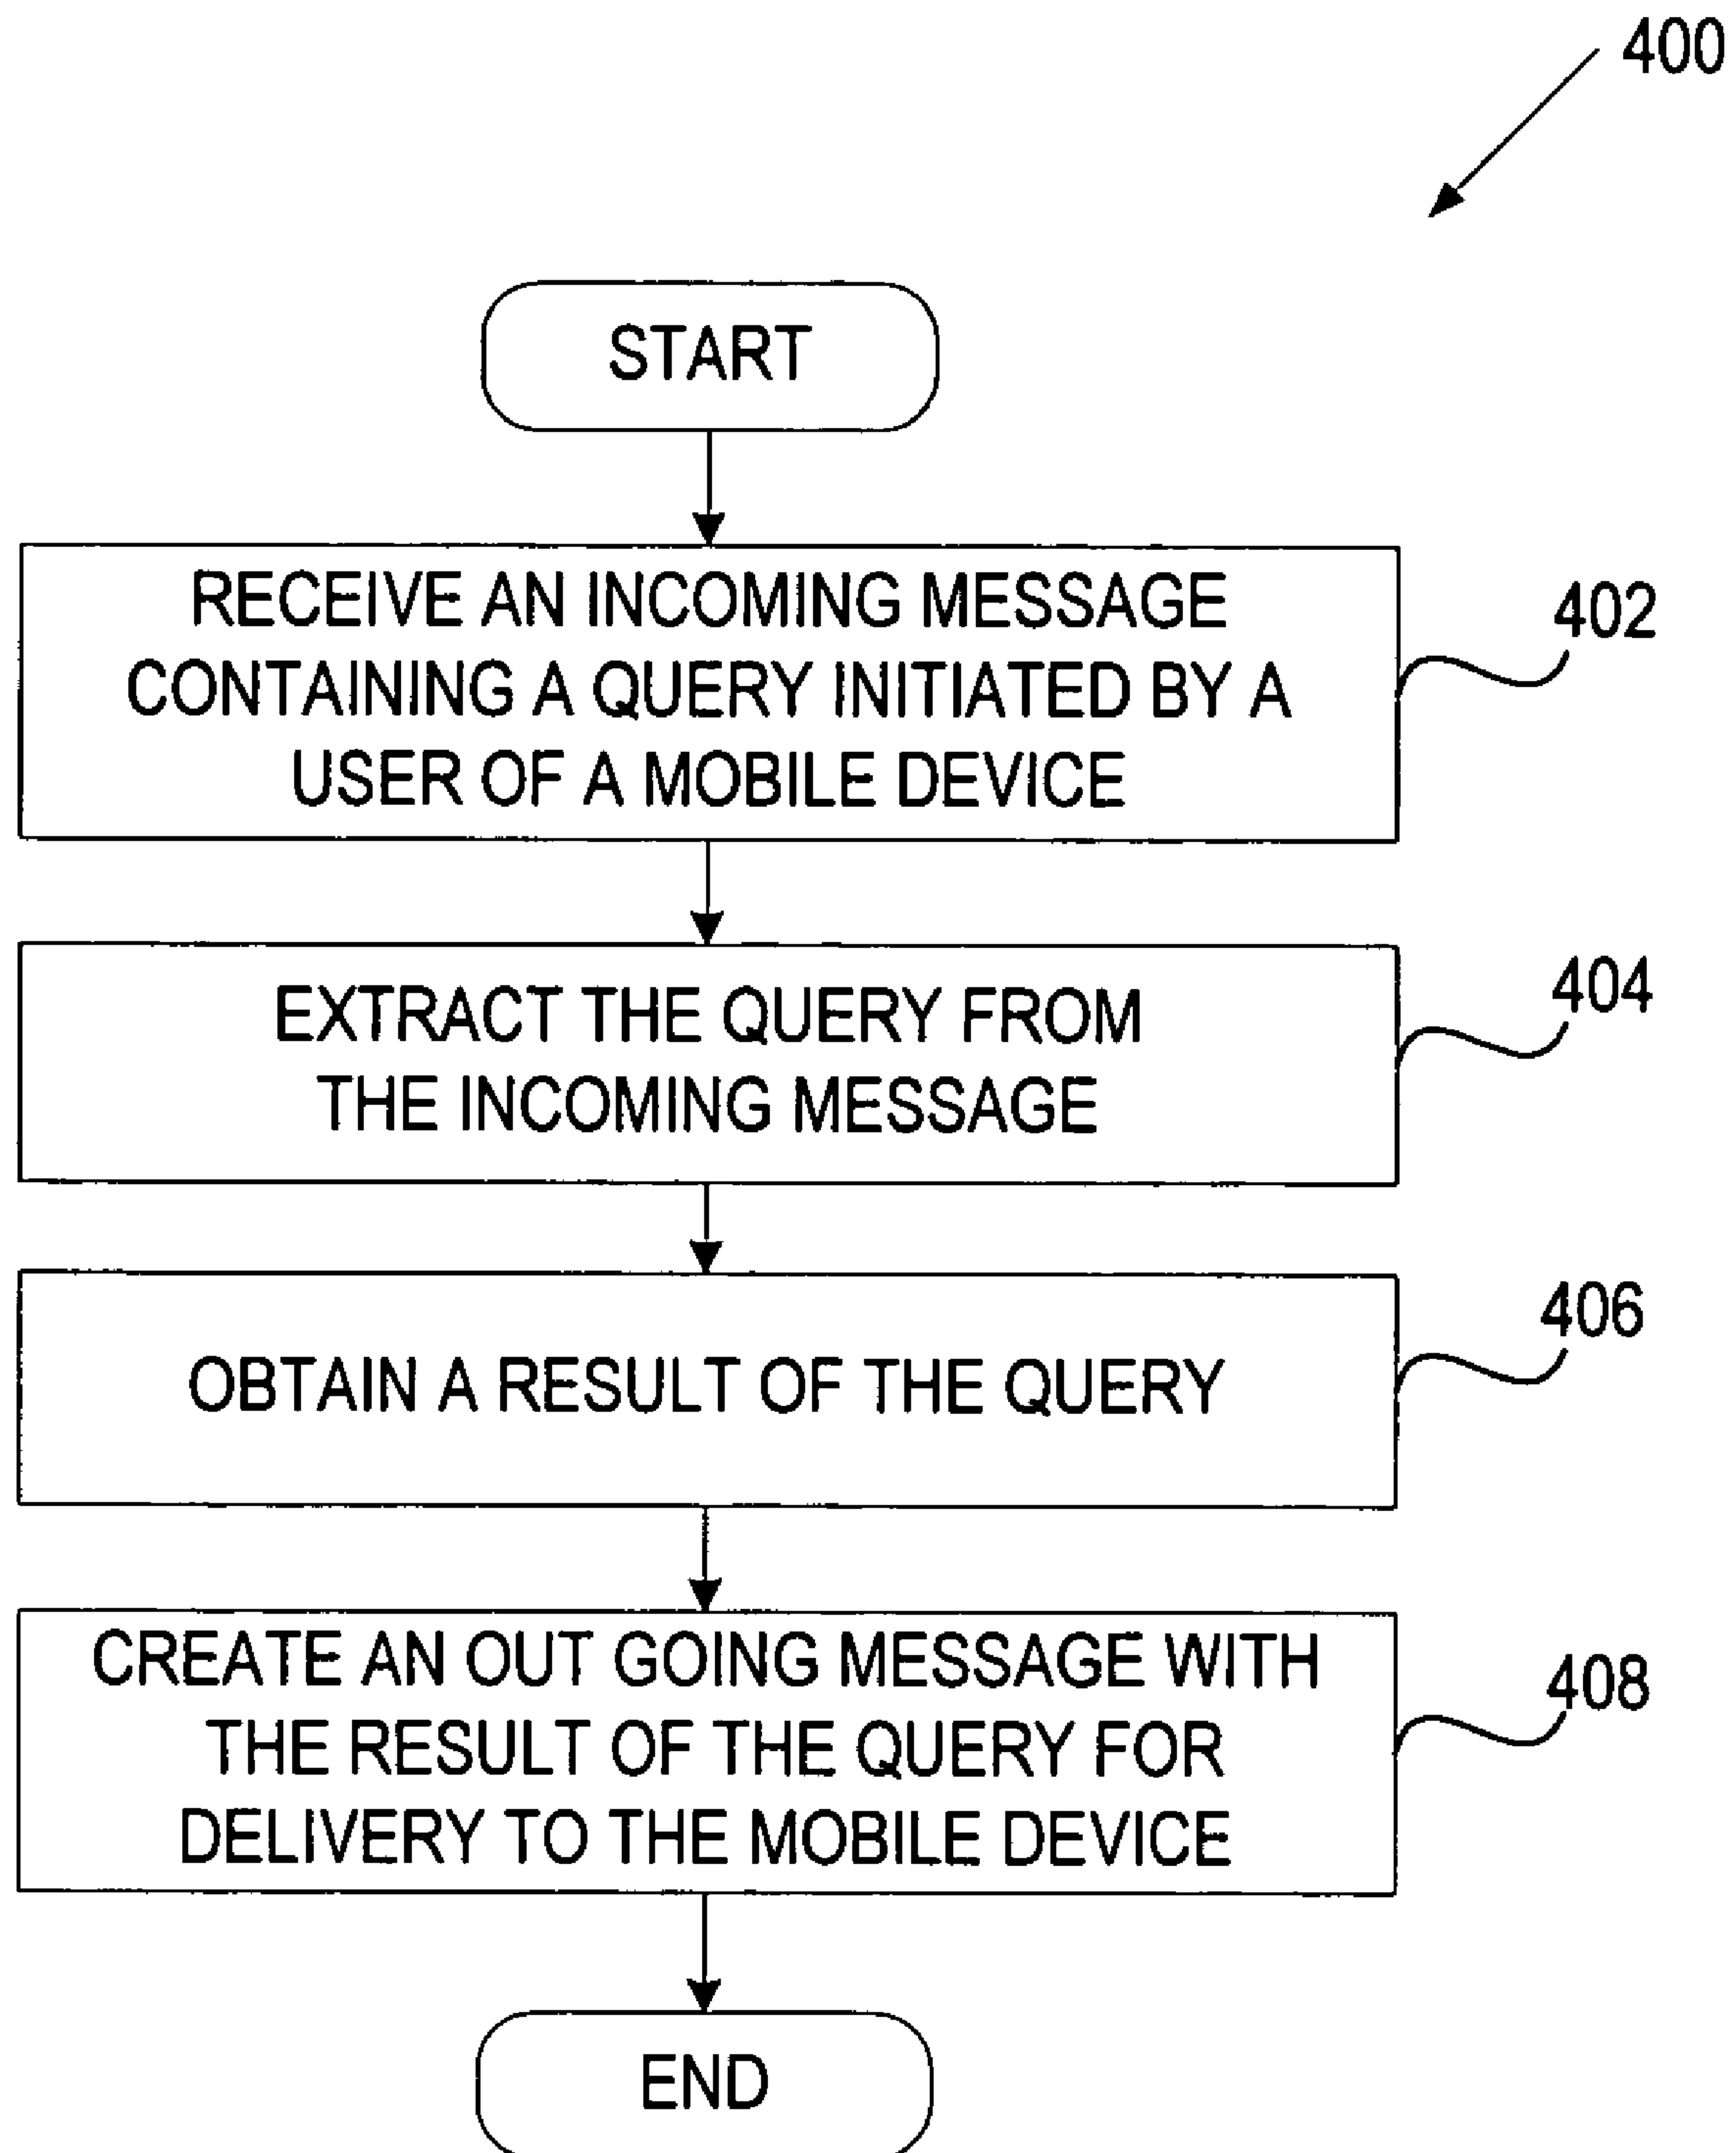 400
START
RECEIVE AN INCOMING MESSAGE
CONTAINING A QUERY INITIATED BY A
USER OF A MOBILE DEVICE
402
EXTRACT THE QUERY FROM
THE INCOMING MESSAGE
404
OBTAIN A RESULT OF THE QUERY
406
CREATE AN OUT GOING MESSAGE WITH
THE RESULT OF THE QUERY FOR
DELIVERY TO THE MOBILE DEVICE
408
END